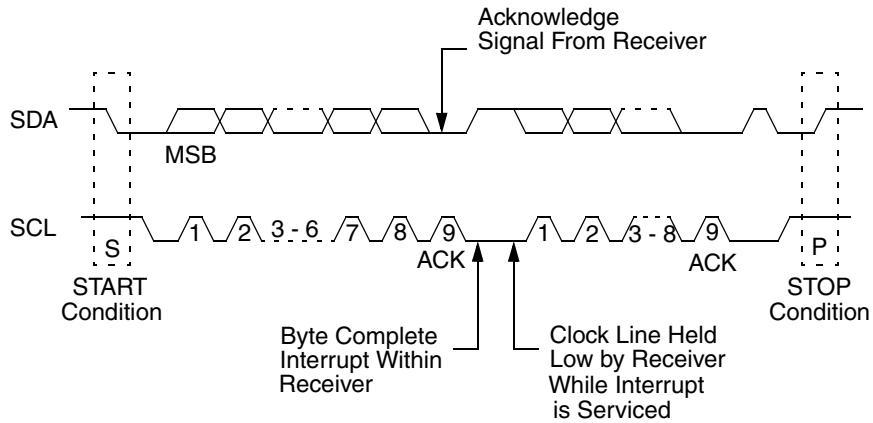 Acknowledge
Signal From Receiver
SDA
MSB
SCL
S
1
2
3 - 6
7
8
9
1
2
3 - 8
9
P
ACK
ACK
START
Condition
STOP
Condition
Byte Complete
Interrupt Within
Receiver
Clock Line Held
Low by Receiver
While Interrupt
is Serviced